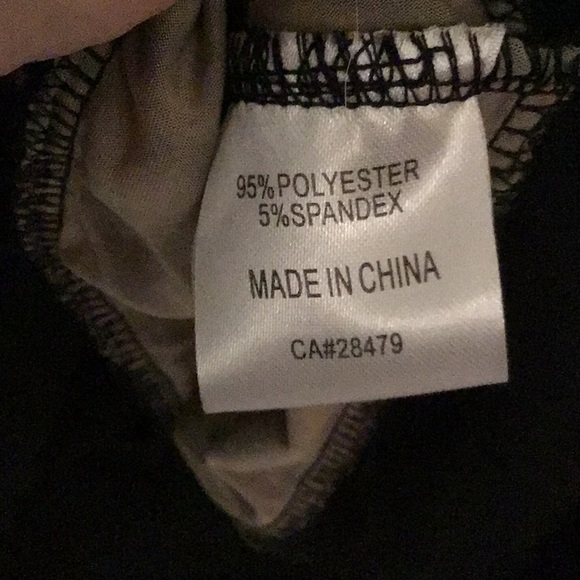 95%POLYESTER
5%SPANDEX
MADE IN CHINA
CA#28479